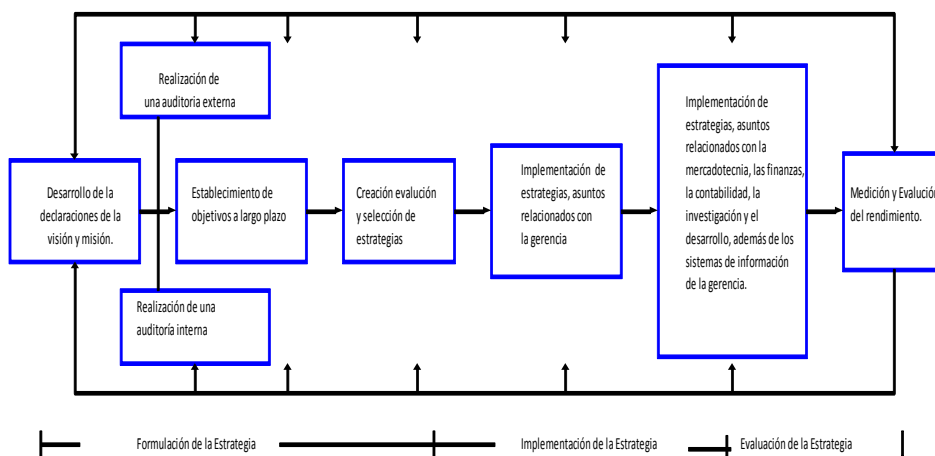 Realización de
una auditoria externa
Desarrollo de la
declaraciones de la
visión y misión.
Establecimiento de
objetivos a largo plazo
Realización de una
auditoría interna
Creación evalución
y selección de
estrategias
Implementación de
estrategias, asuntos
relacionados con
la gerencia
Implementación de
estrategias, asuntos
relacionados con la
mercadotecnia, las finanzas,
la contabilidad, la
investigación y el
desarrollo, además de los
sistemas de información
de la gerencia.
Medición y Evalución
del rendimiento.
Formulación de la Estrategia
Implementación de la Estrategia
Evaluación de la Estrategia